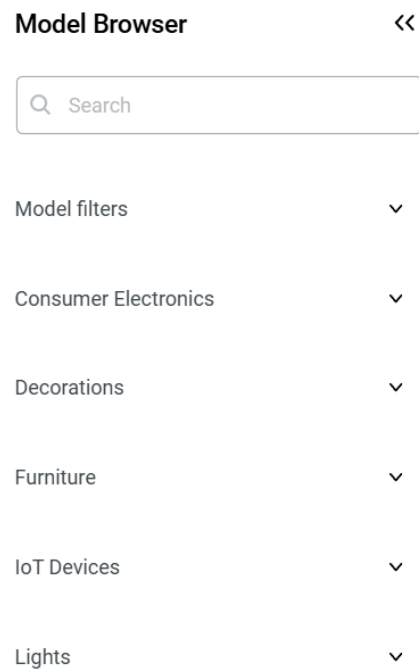 Model Browser
Search
Model filters
Consumer Electronics
Decorations
Furniture
IoT Devices
Lights